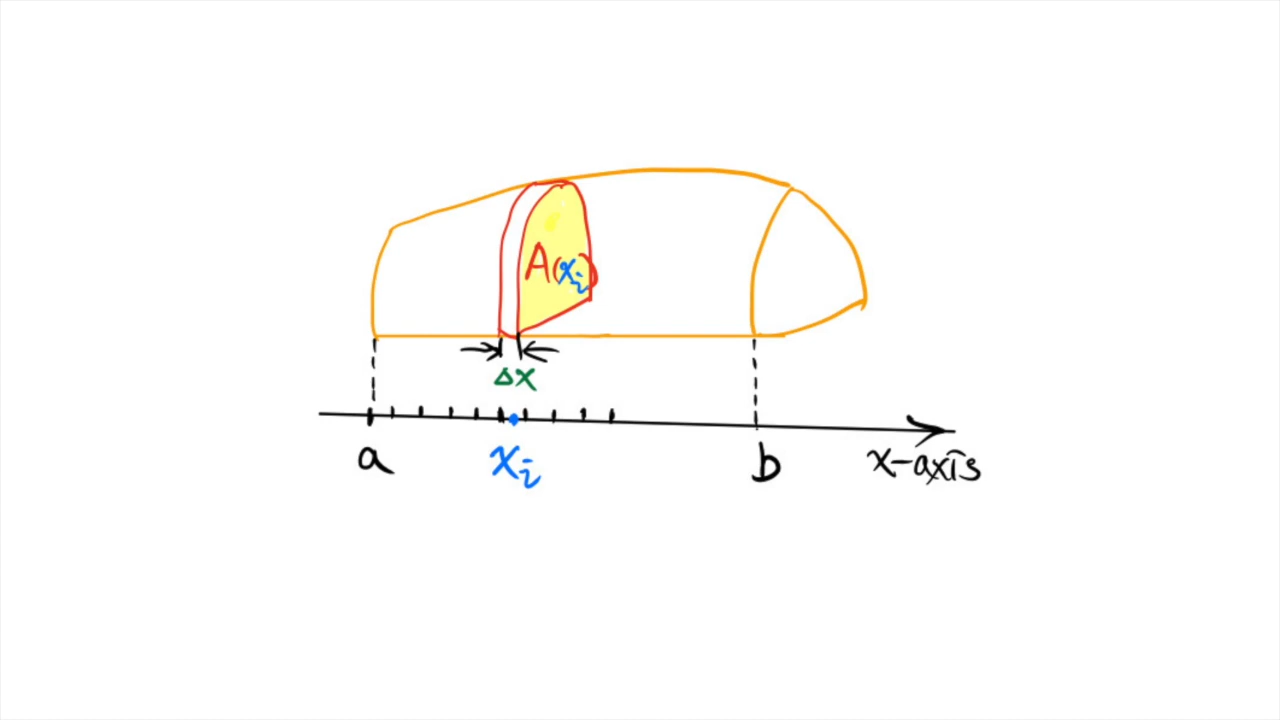 A(xᵢ)
Δx
a
xᵢ
b
x-axis